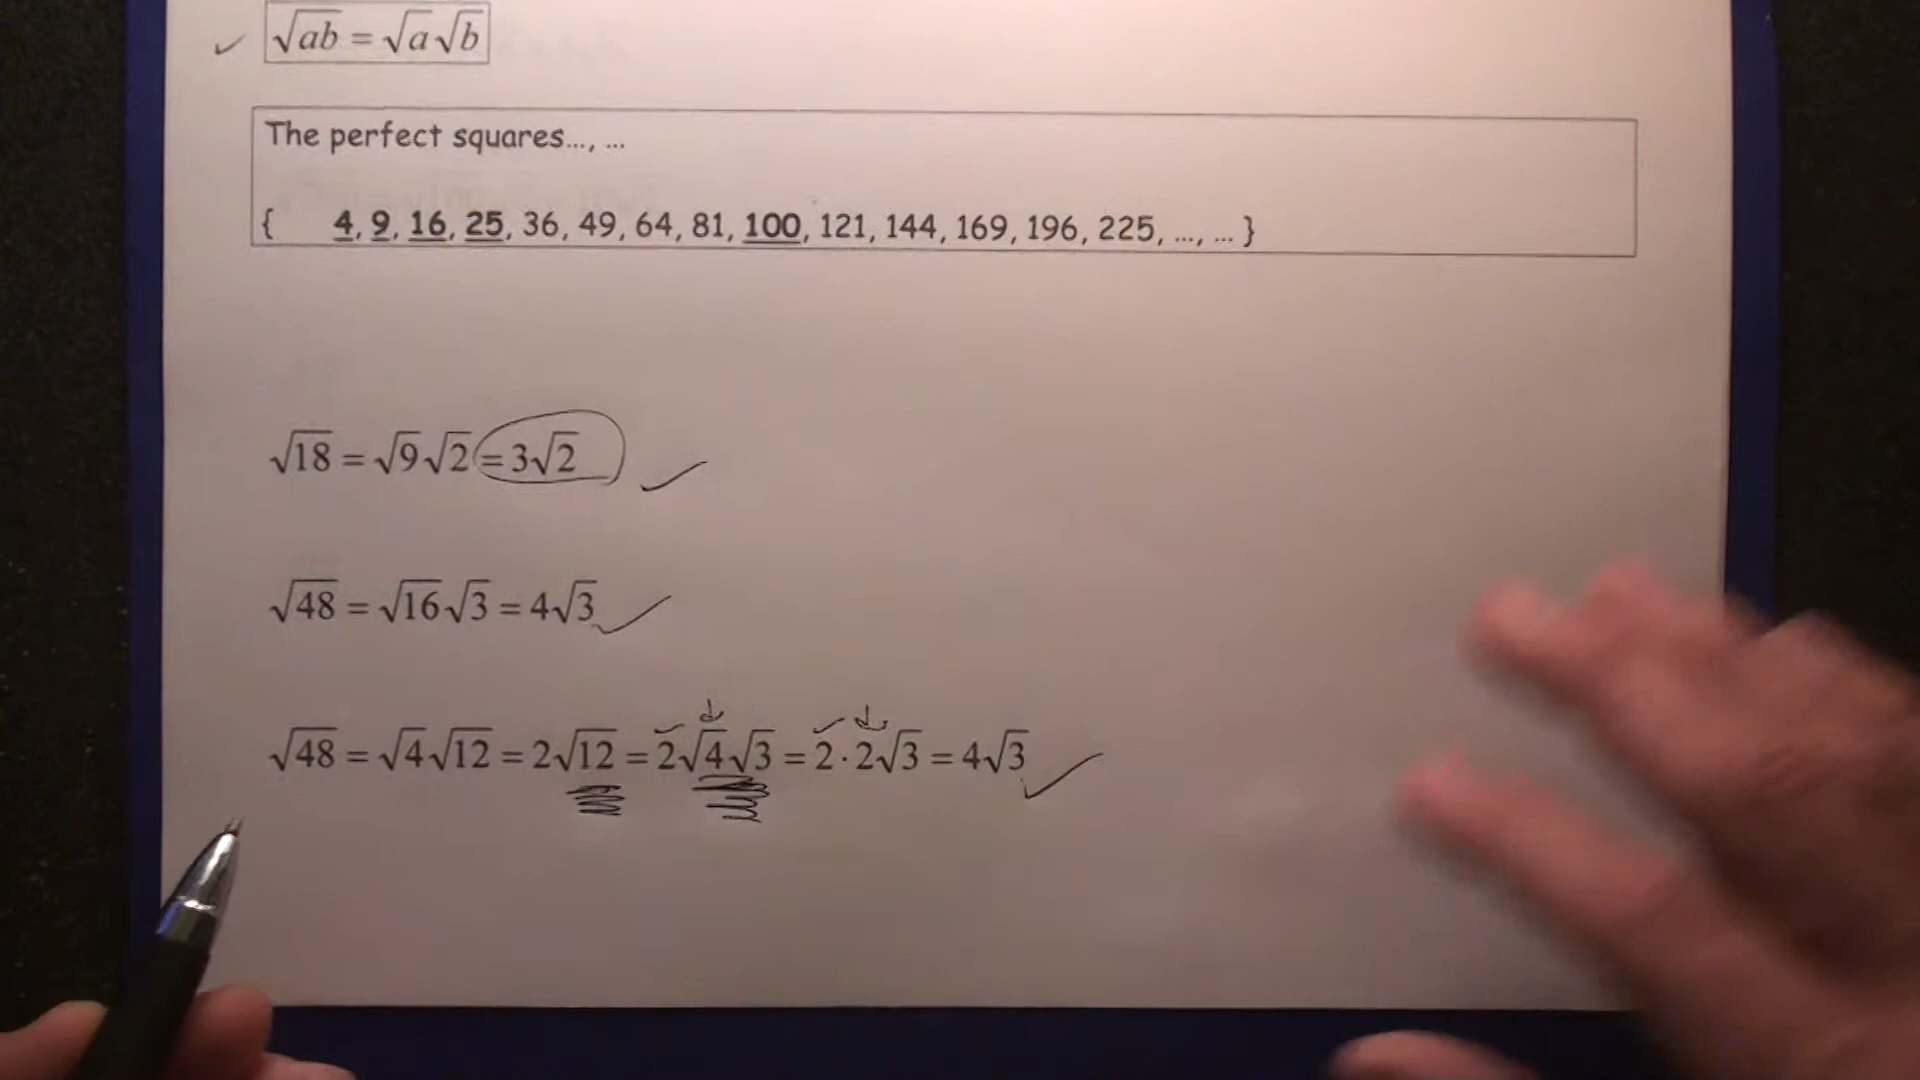 √ab = √a√b
The perfect squares..., ...
{ 4, 9, 16, 25, 36, 49, 64, 81, 100, 121, 144, 169, 196, 225, ..., ... }
√18 = √9√2 = 3√2
√48 = √16√3 = 4√3
√48 = √4√12 = 2√12 = 2√4√3 = 2·2√3 = 4√3